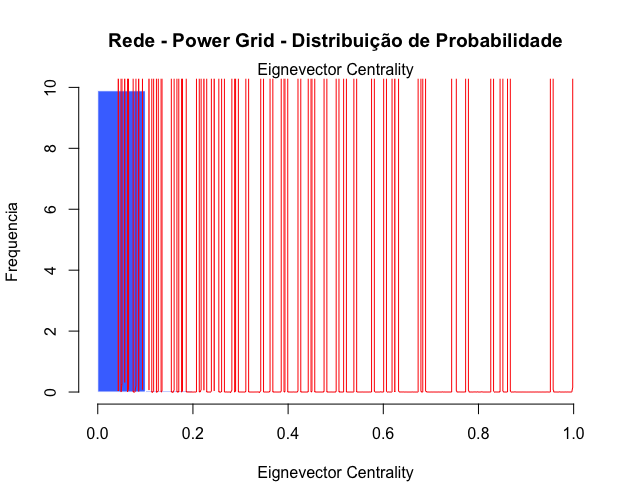 Rede - Power Grid - Distribuição de Probabilidade
Eignevector Centrality
10
8
6
4
2
0
Frequencia
0.0 0.2 0.4 0.6 0.8 1.0
Eignevector Centrality